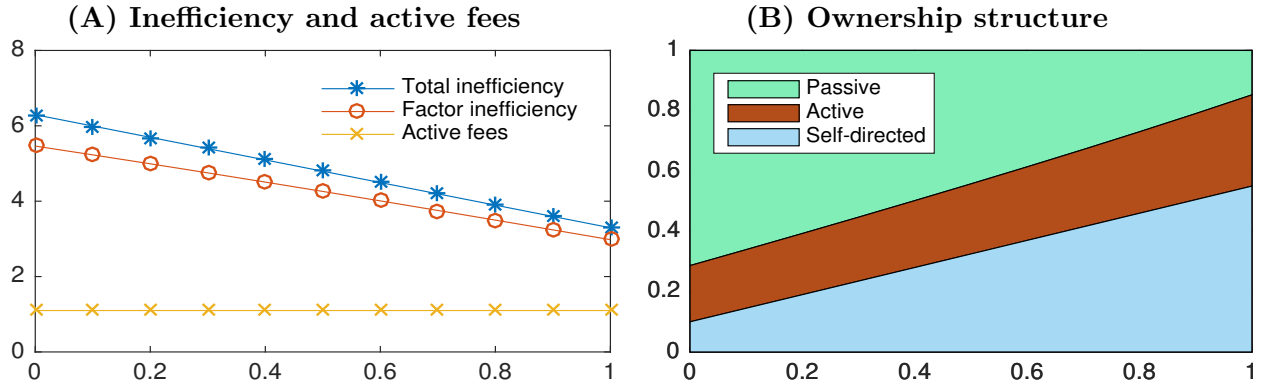 (A) Inefficiency and active fees
8
6
4
2
0
0 0.2 0.4 0.6 0.8 1
Total inefficiency
Factor inefficiency
Active fees
(B) Ownership structure
1
0.8
0.6
0.4
0.2
0
0 0.2 0.4 0.6 0.8 1
Passive
Active
Self-directed